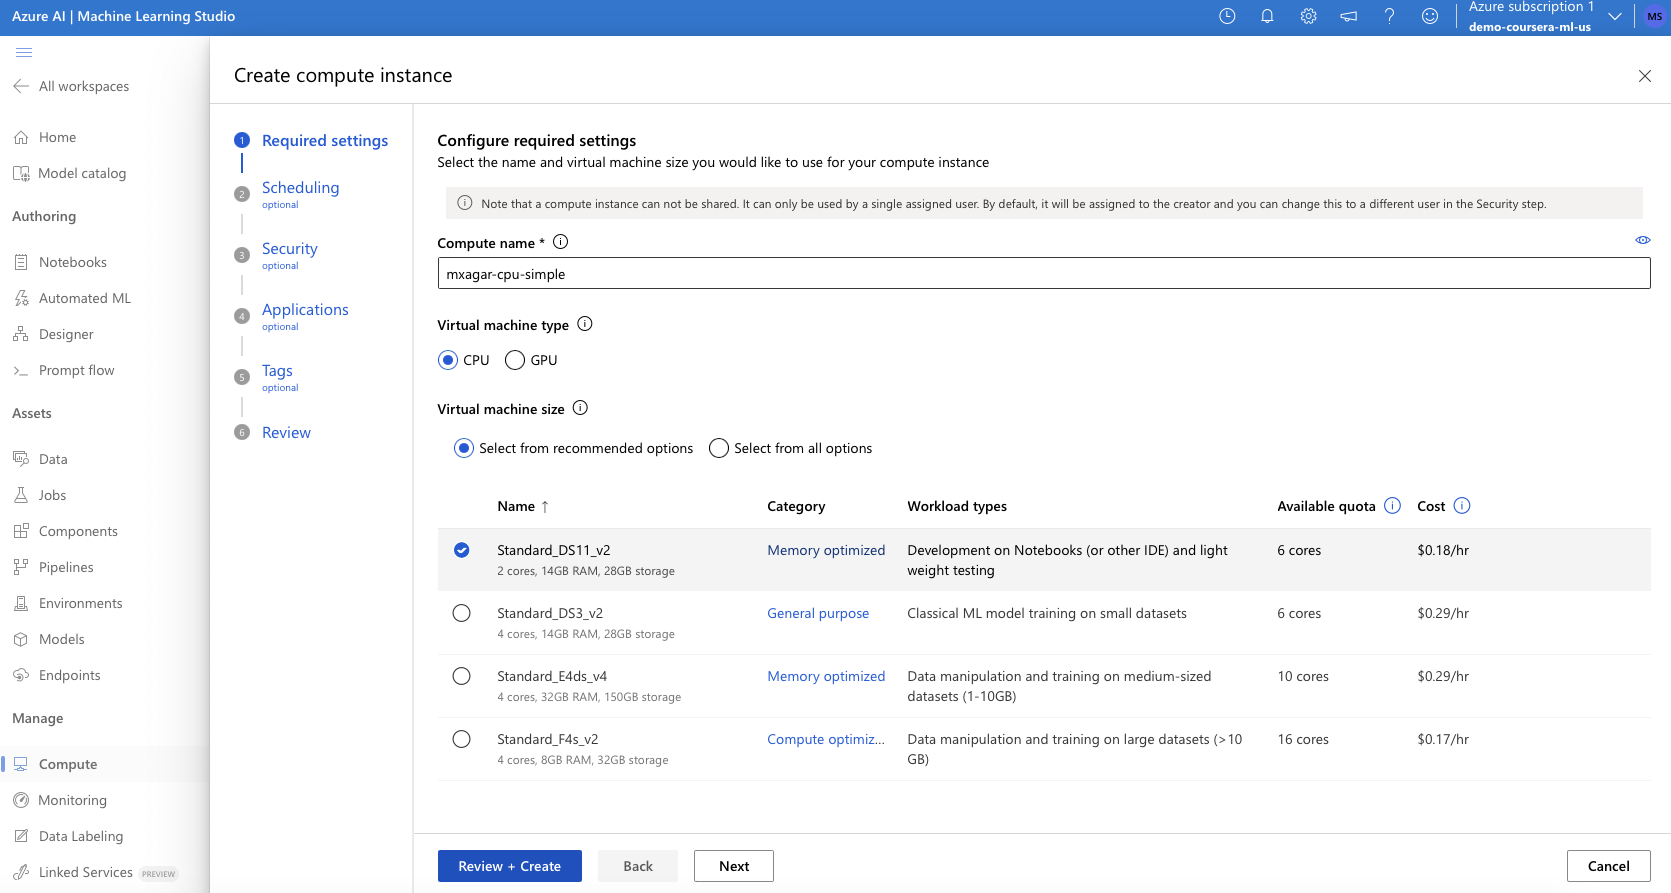 Azure AI | Machine Learning Studio
Azure subscription 1
demo-coursera-ml-us
MS
All workspaces
Home
Model catalog
Authoring
Notebooks
Automated ML
Designer
Prompt flow
Assets
Data
Jobs
Components
Pipelines
Environments
Models
Endpoints
Manage
Compute
Monitoring
Data Labeling
Linked Services PREVIEW
Create compute instance
1 Required settings
2 Scheduling
optional
3 Security
optional
4 Applications
optional
5 Tags
optional
6 Review
Configure required settings
Select the name and virtual machine size you would like to use for your compute instance
Note that a compute instance can not be shared. It can only be used by a single assigned user. By default, it will be assigned to the creator and you can change this to a different user in the Security step.
Compute name *
mxagar-cpu-simple
Virtual machine type
CPU GPU
Virtual machine size
Select from recommended options Select from all options
Name ↑ Category Workload types Available quota Cost
Standard_DS11_v2 Memory optimized Development on Notebooks (or other IDE) and light 6 cores $0.18/hr
2 cores, 14GB RAM, 28GB storage weight testing
Standard_DS3_v2 General purpose Classical ML model training on small datasets 6 cores $0.29/hr
4 cores, 14GB RAM, 28GB storage
Standard_E4ds_v4 Memory optimized Data manipulation and training on medium-sized 10 cores $0.29/hr
4 cores, 32GB RAM, 150GB storage datasets (1-10GB)
Standard_F4s_v2 Compute optimiz... Data manipulation and training on large datasets (>10 16 cores $0.17/hr
4 cores, 8GB RAM, 32GB storage GB)
Review + Create Back Next Cancel